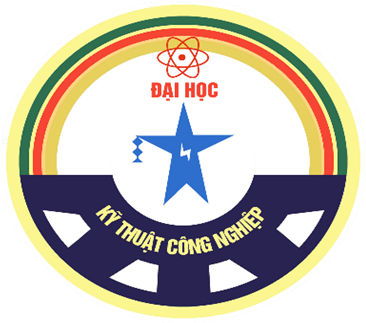 ĐẠI HỌC
KỸ THUẬT CÔNG NGHIỆP